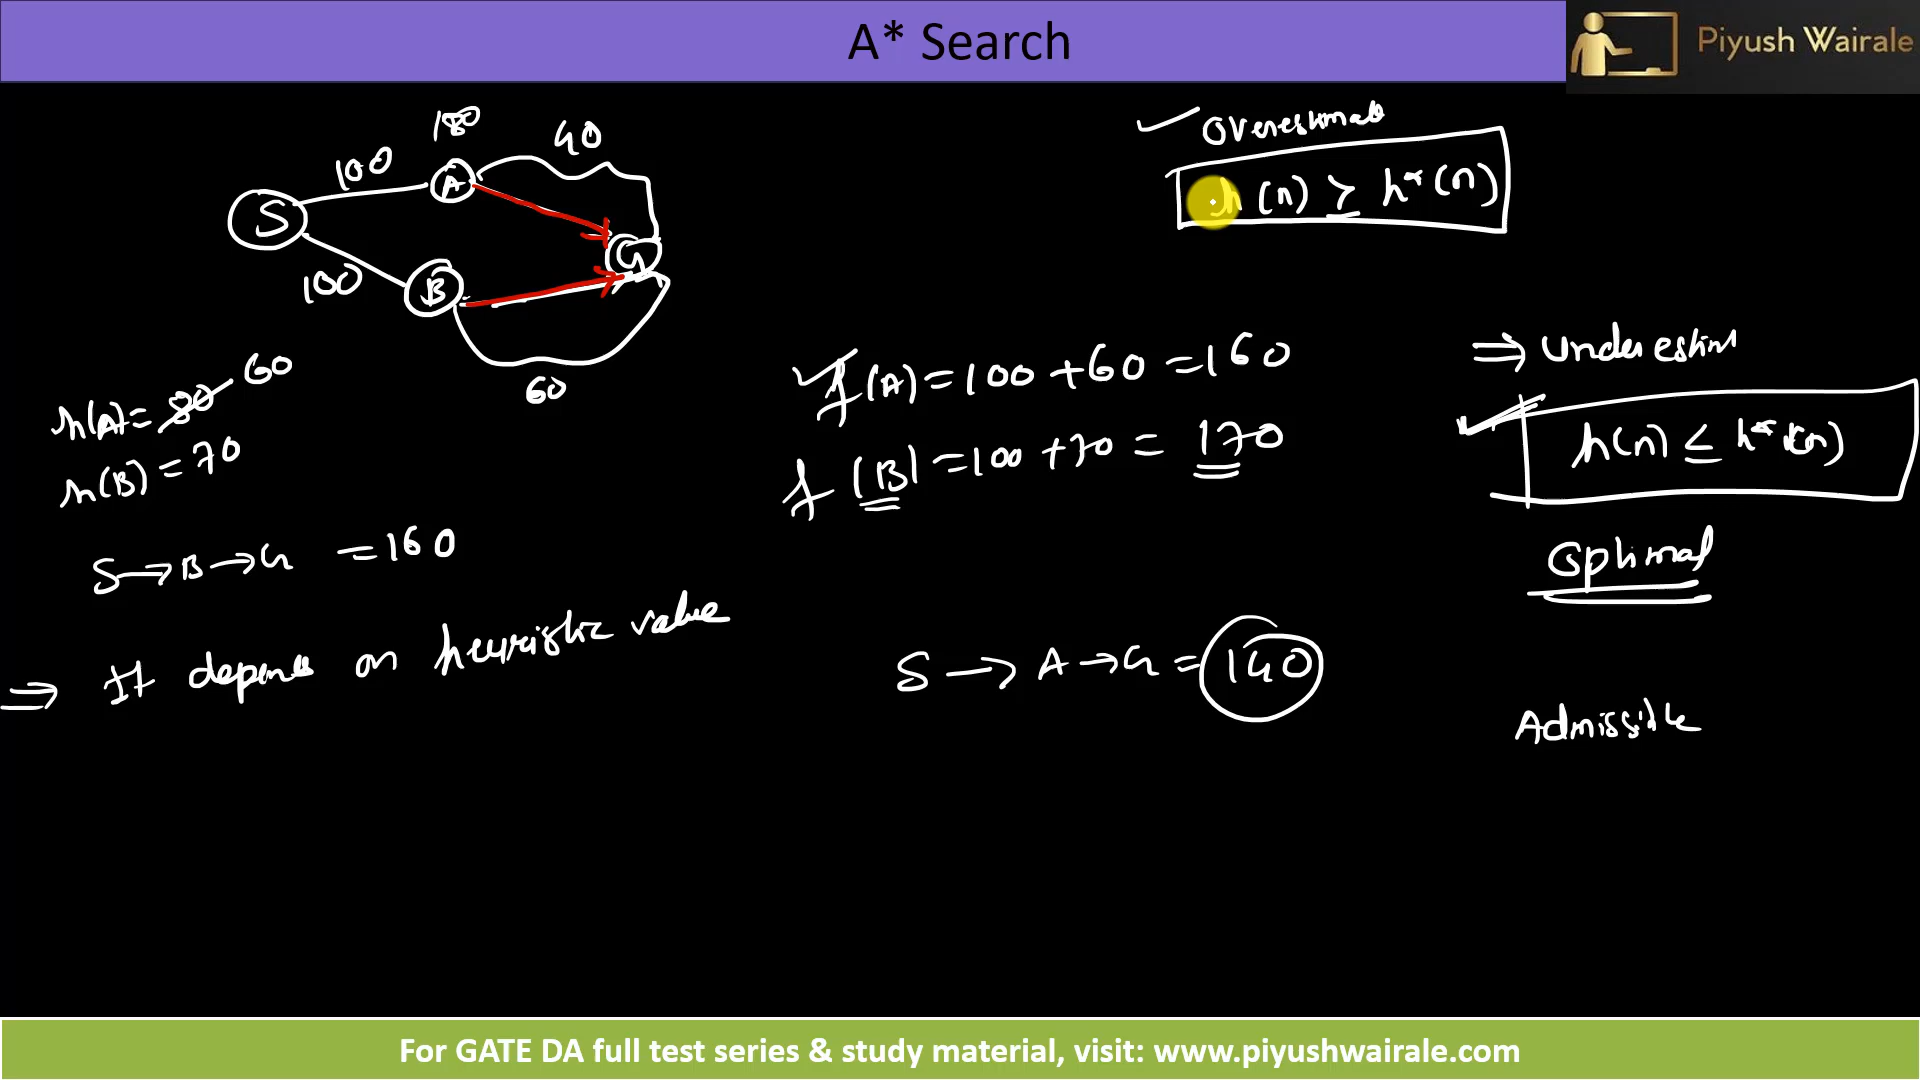 A* Search
Piyush Wairale
180
40
100
A
S
G
100
B
60
Overestimate
h(n) ≥ h*(n)
h(A) = 80 60
h(B) = 70
f(A) = 100 + 60 = 160
f(B) = 100 + 70 = 170
⇒ underestim
h(n) ≤ h*(n)
Optimal
S → B → G = 160
⇒ It depends on heuristic value
S → A → G = 140
Admissible
For GATE DA full test series & study material, visit: www.piyushwairale.com